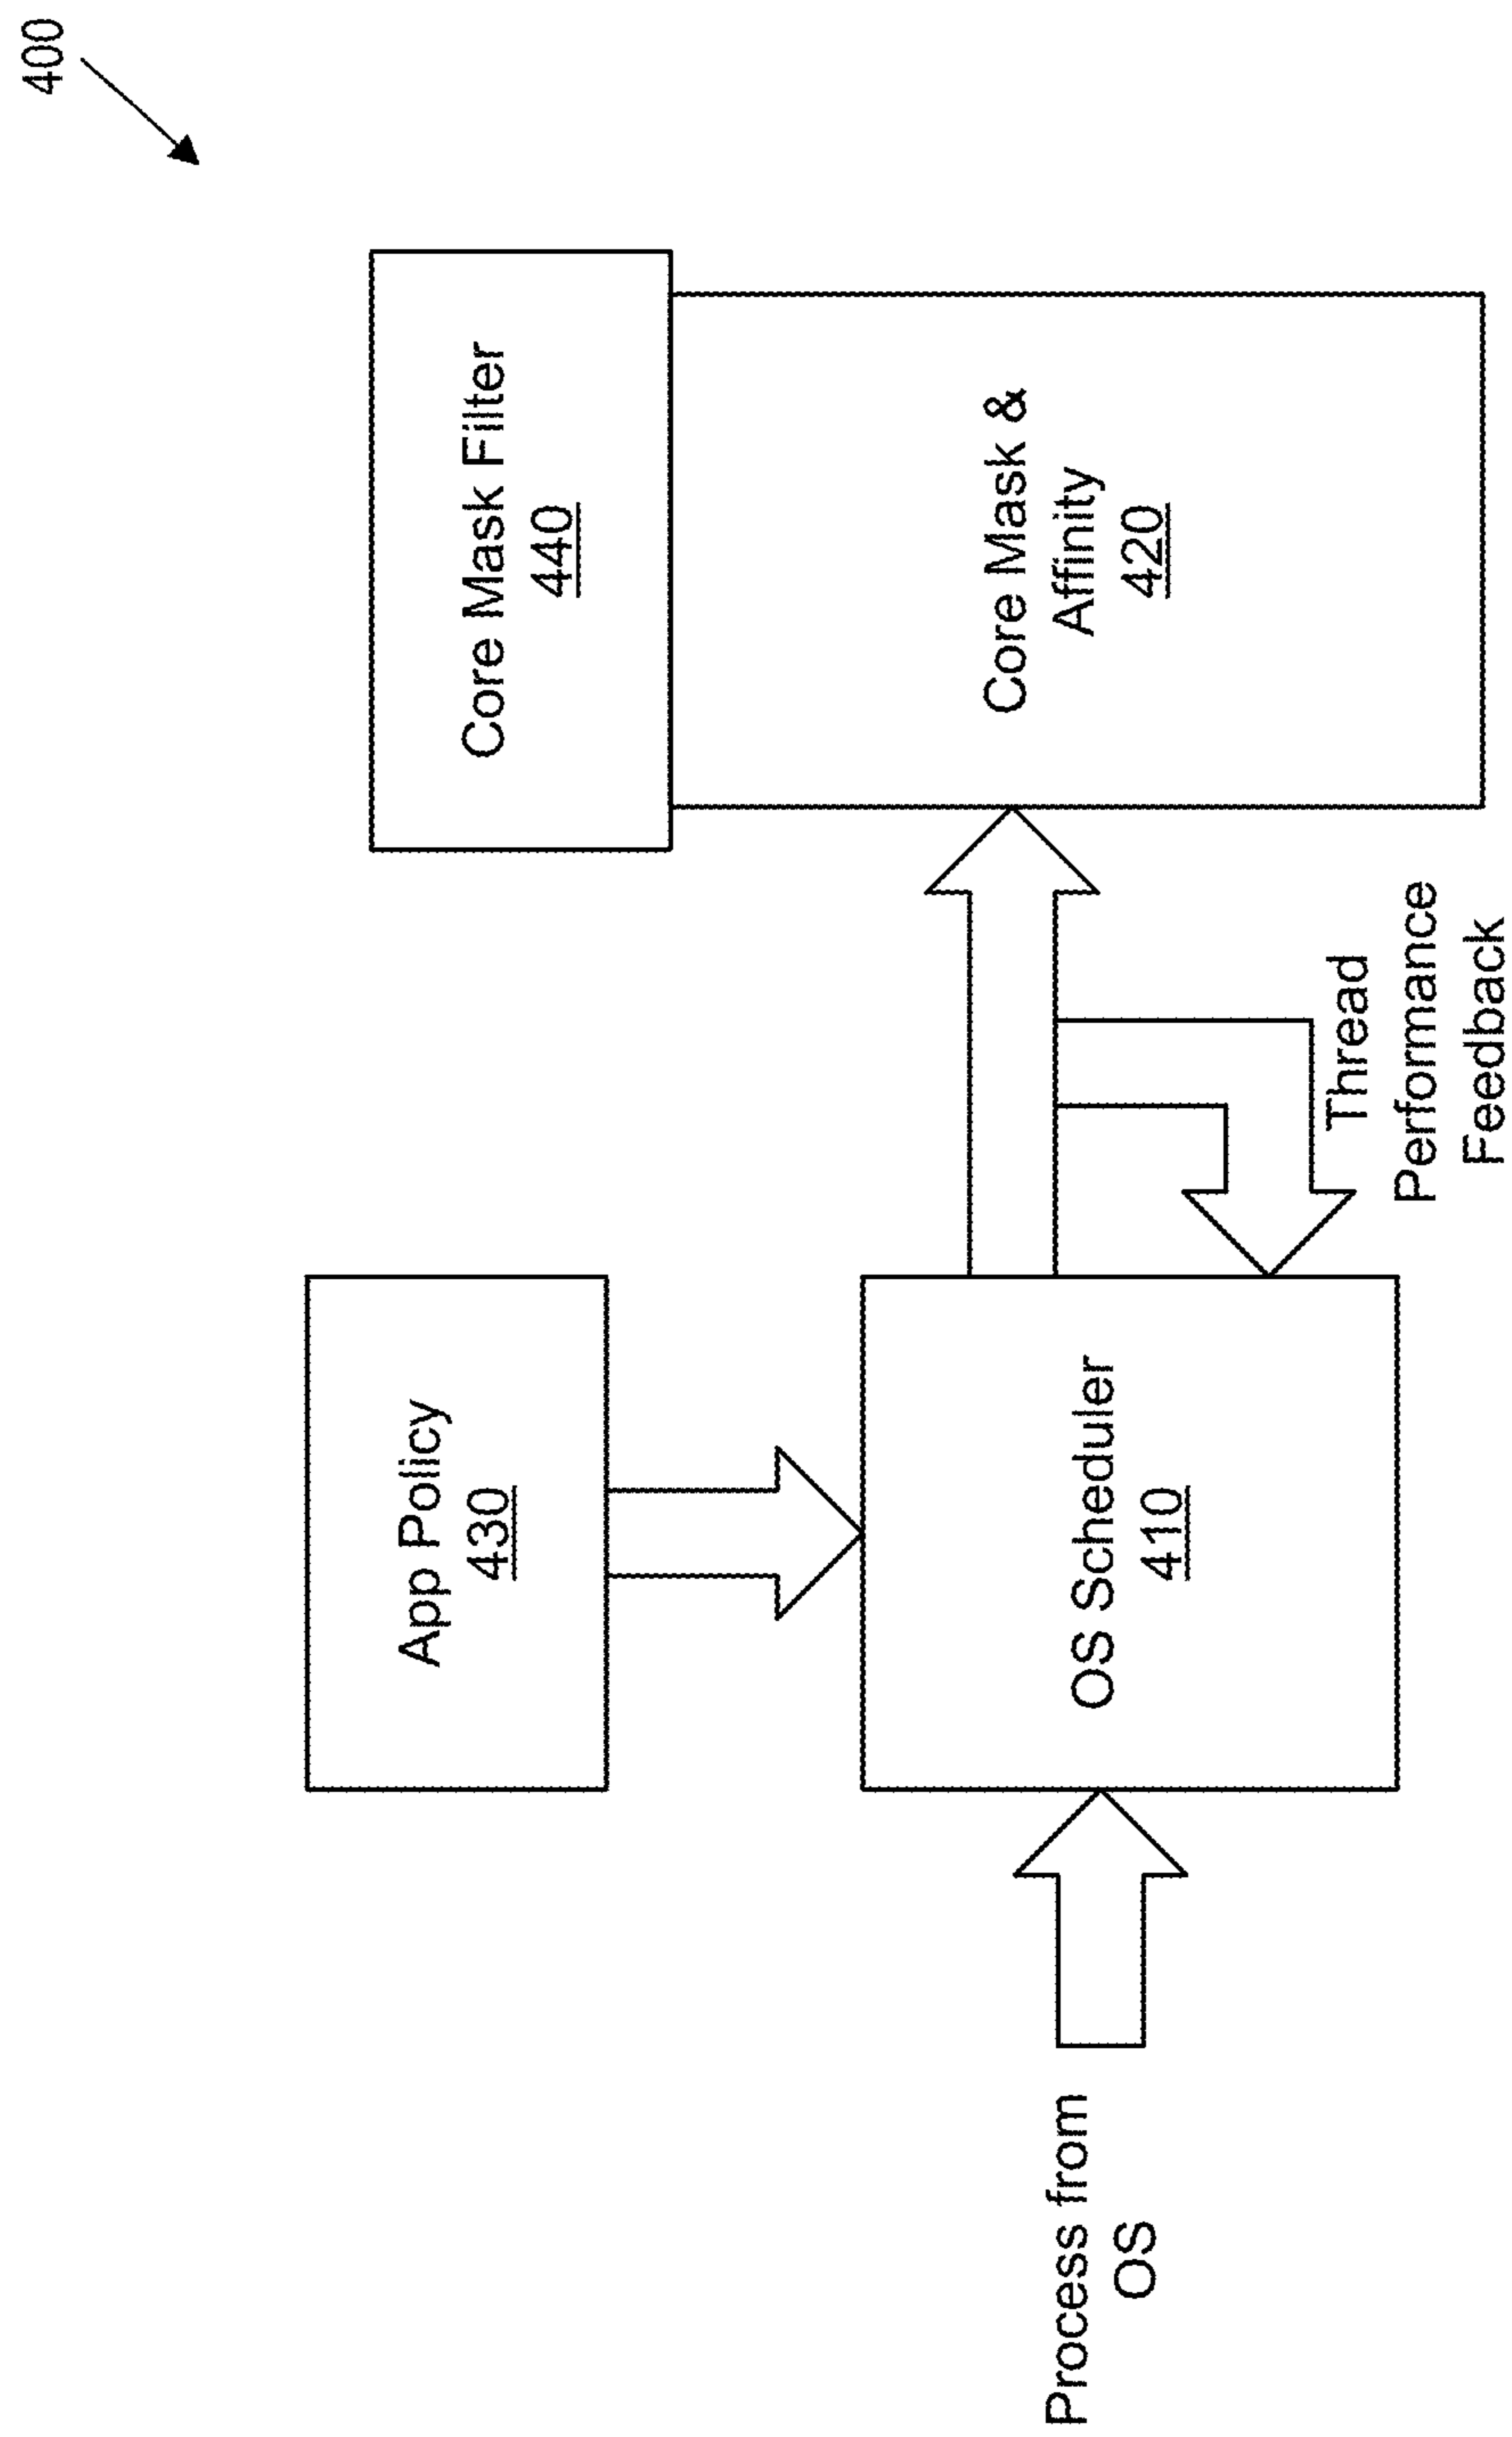 400
Core Mask Filter
440
Core Mask &
Affinity
420
App Policy
430
OS Scheduler
410
Thread
Performance
Feedback
Process from
OS